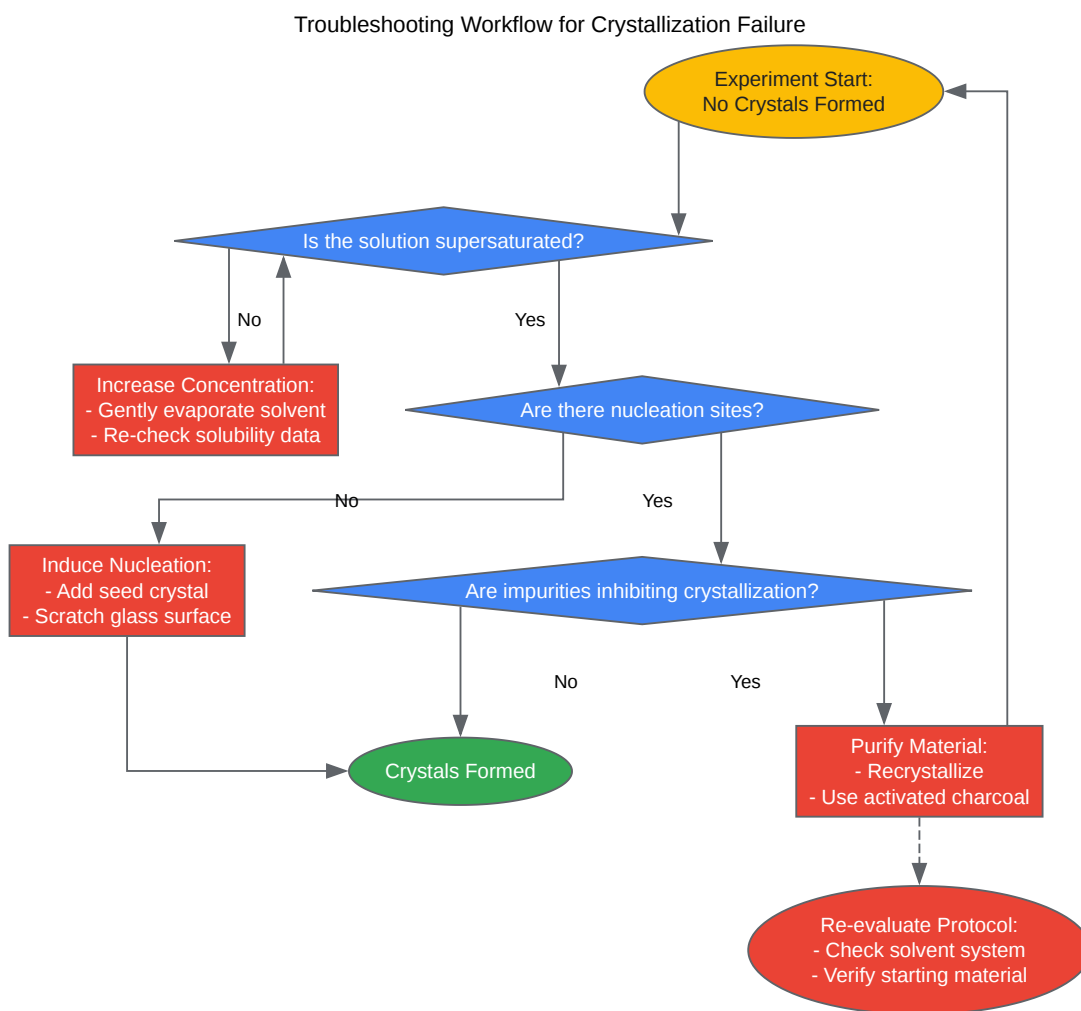 Troubleshooting Workflow for Crystallization Failure
Experiment Start:
No Crystals Formed
Is the solution supersaturated?
No
Yes
Increase Concentration:
- Gently evaporate solvent
- Re-check solubility data
Are there nucleation sites?
No
Yes
Induce Nucleation:
- Add seed crystal
- Scratch glass surface
Are impurities inhibiting crystallization?
No
Yes
Crystals Formed
Purify Material:
- Recrystallize
- Use activated charcoal
Re-evaluate Protocol:
- Check solvent system
- Verify starting material